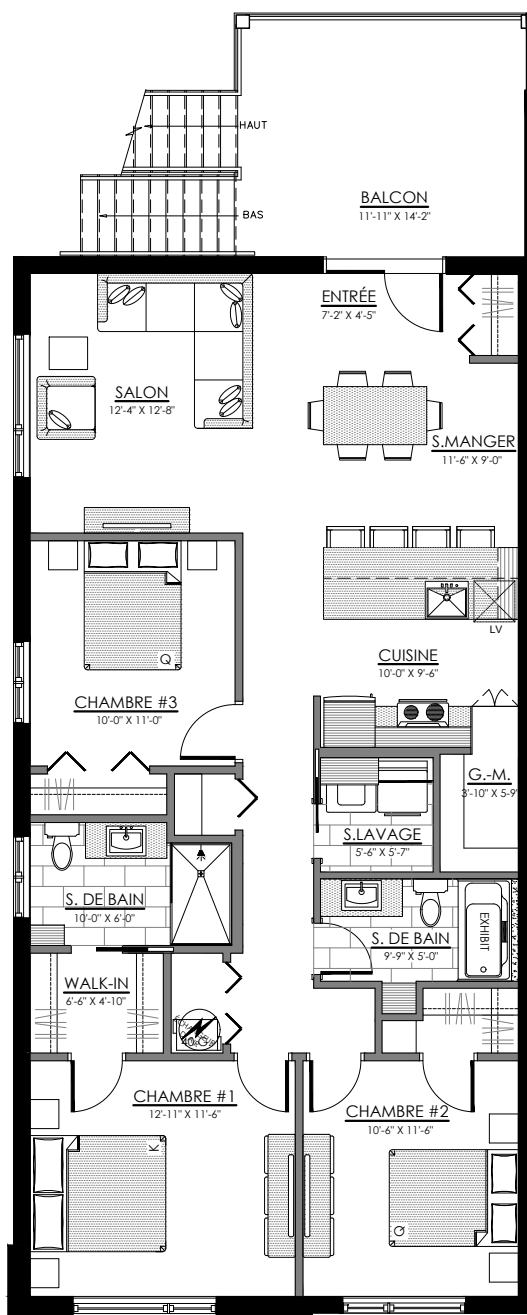 HAUT
BAS
BALCON
11'-11" X 14'-2"
ENTRÉE
7'-2" X 4'-5"
SALON
12'-4" X 12'-8"
S.MANGER
11'-6" X 9'-0"
LV
CUISINE
10'-0" X 9'-6"
Q
CHAMBRE #3
10'-0" X 11'-0"
G.-M.
3'-10" X 5'-9"
S.LAVAGE
5'-6" X 5'-7"
S. DE BAIN
10'-0" X 6'-0"
S. DE BAIN
9'-9" X 5'-0"
EXHIBIT
WALK-IN
6'-6" X 4'-10"
CHAMBRE #1
12'-11" X 11'-6"
CHAMBRE #2
10'-6" X 11'-6"
K
Q